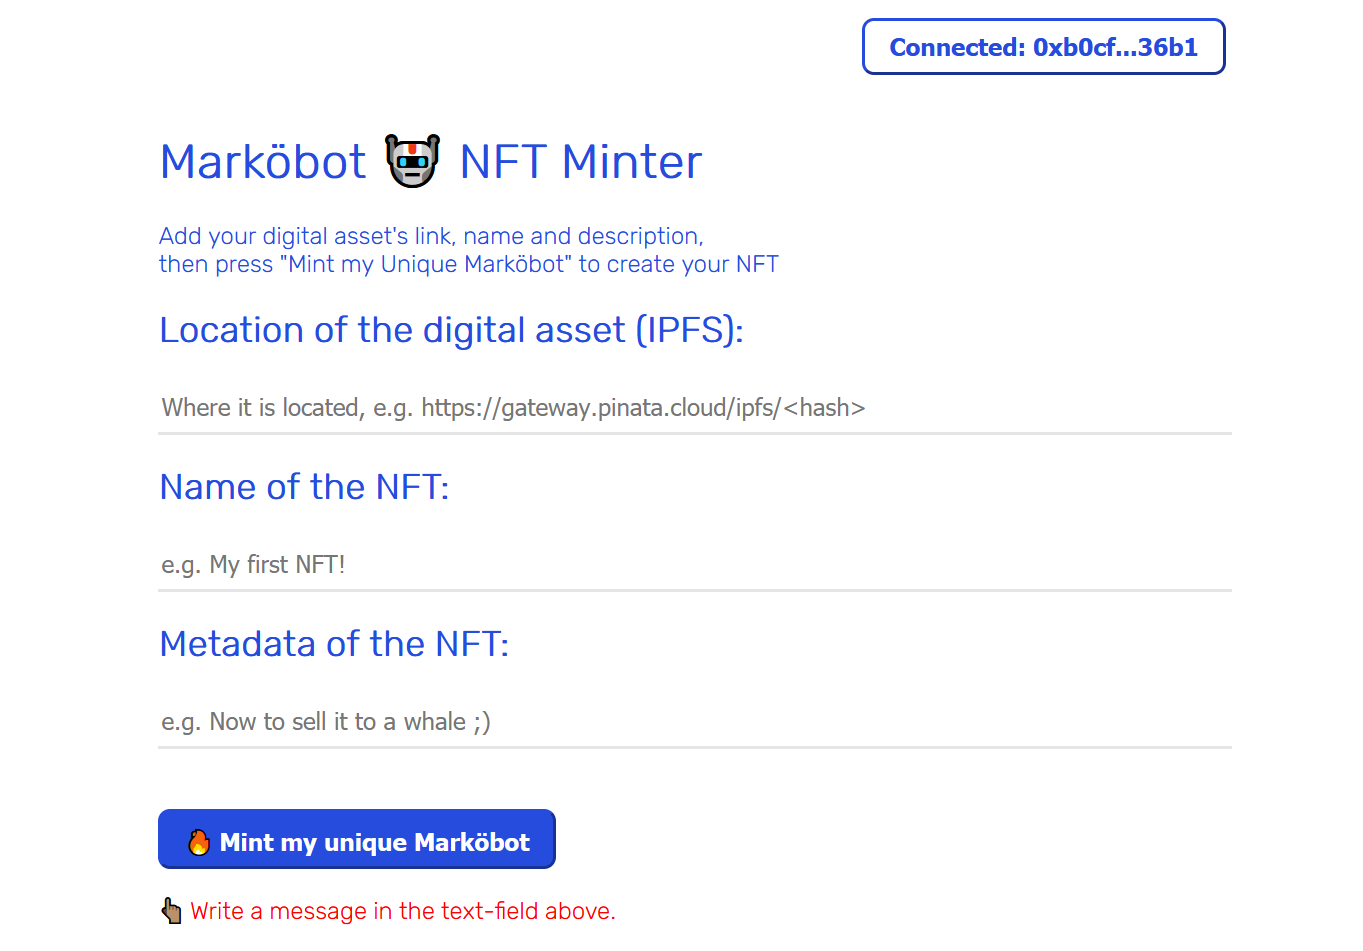 Connected: 0xb0cf...36b1
Marköbot 🤖 NFT Minter
Add your digital asset's link, name and description,
then press "Mint my Unique Marköbot" to create your NFT
Location of the digital asset (IPFS):
Where it is located, e.g. https://gateway.pinata.cloud/ipfs/<hash>
Name of the NFT:
e.g. My first NFT!
Metadata of the NFT:
e.g. Now to sell it to a whale ;)
🔥 Mint my unique Marköbot
👆🏽 Write a message in the text-field above.